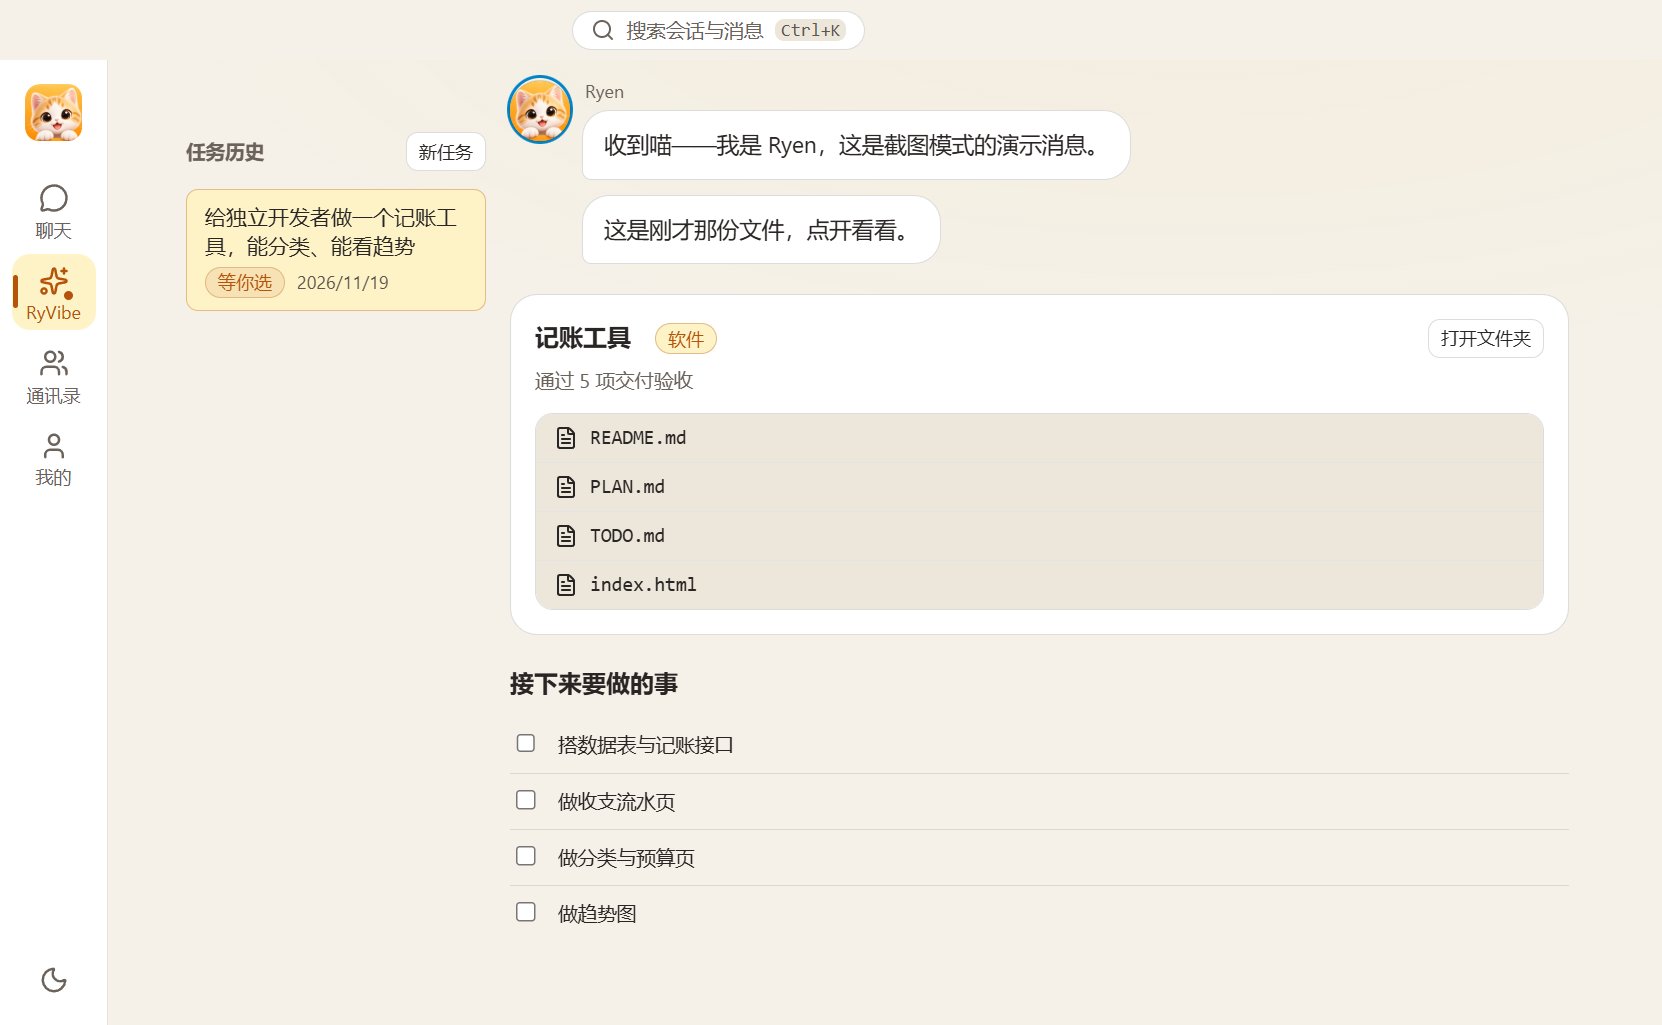 搜索会话与消息 Ctrl+K
聊天
RyVibe
通讯录
我的
任务历史
新任务
给独立开发者做一个记账工
具，能分类、能看趋势
等你选 2026/11/19
Ryen
收到喵——我是 Ryen，这是截图模式的演示消息。
这是刚才那份文件，点开看看。
记账工具 软件
打开文件夹
通过 5 项交付验收
README.md
PLAN.md
TODO.md
index.html
接下来要做的事
搭数据表与记账接口
做收支流水页
做分类与预算页
做趋势图